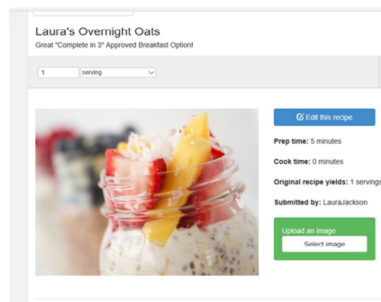 Laura's Overnight Oats
Great "Complete in 3" Approved Breakfast Option!
1 serving
Edit this recipe
Prep time: 5 minutes
Cook time: 0 minutes
Original recipe yields: 1 servings
Submitted by: LauraJackson
Upload an image
Select image